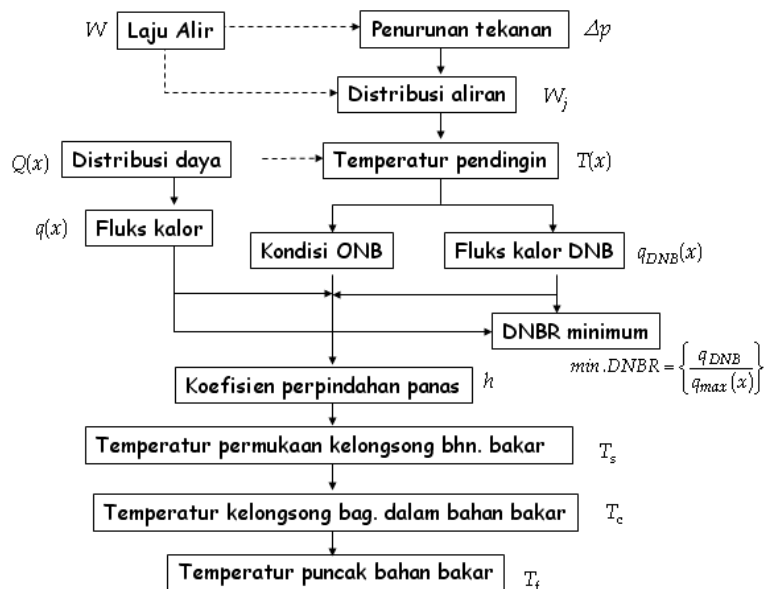 W Laju Alir Penurunan tekanan Δp
Distribusi aliran W_j
Q(x) Distribusi daya Temperatur pendingin T(x)
q(x) Fluks kalor Kondisi ONB Fluks kalor DNB q_DNB(x)
DNBR minimum
min.DNBR = { q_DNB / q_max(x) }
Koefisien perpindahan panas h
Temperatur permukaan kelongsong bhn. bakar T_s
Temperatur kelongsong bag. dalam bahan bakar T_c
Temperatur puncak bahan bakar T_f